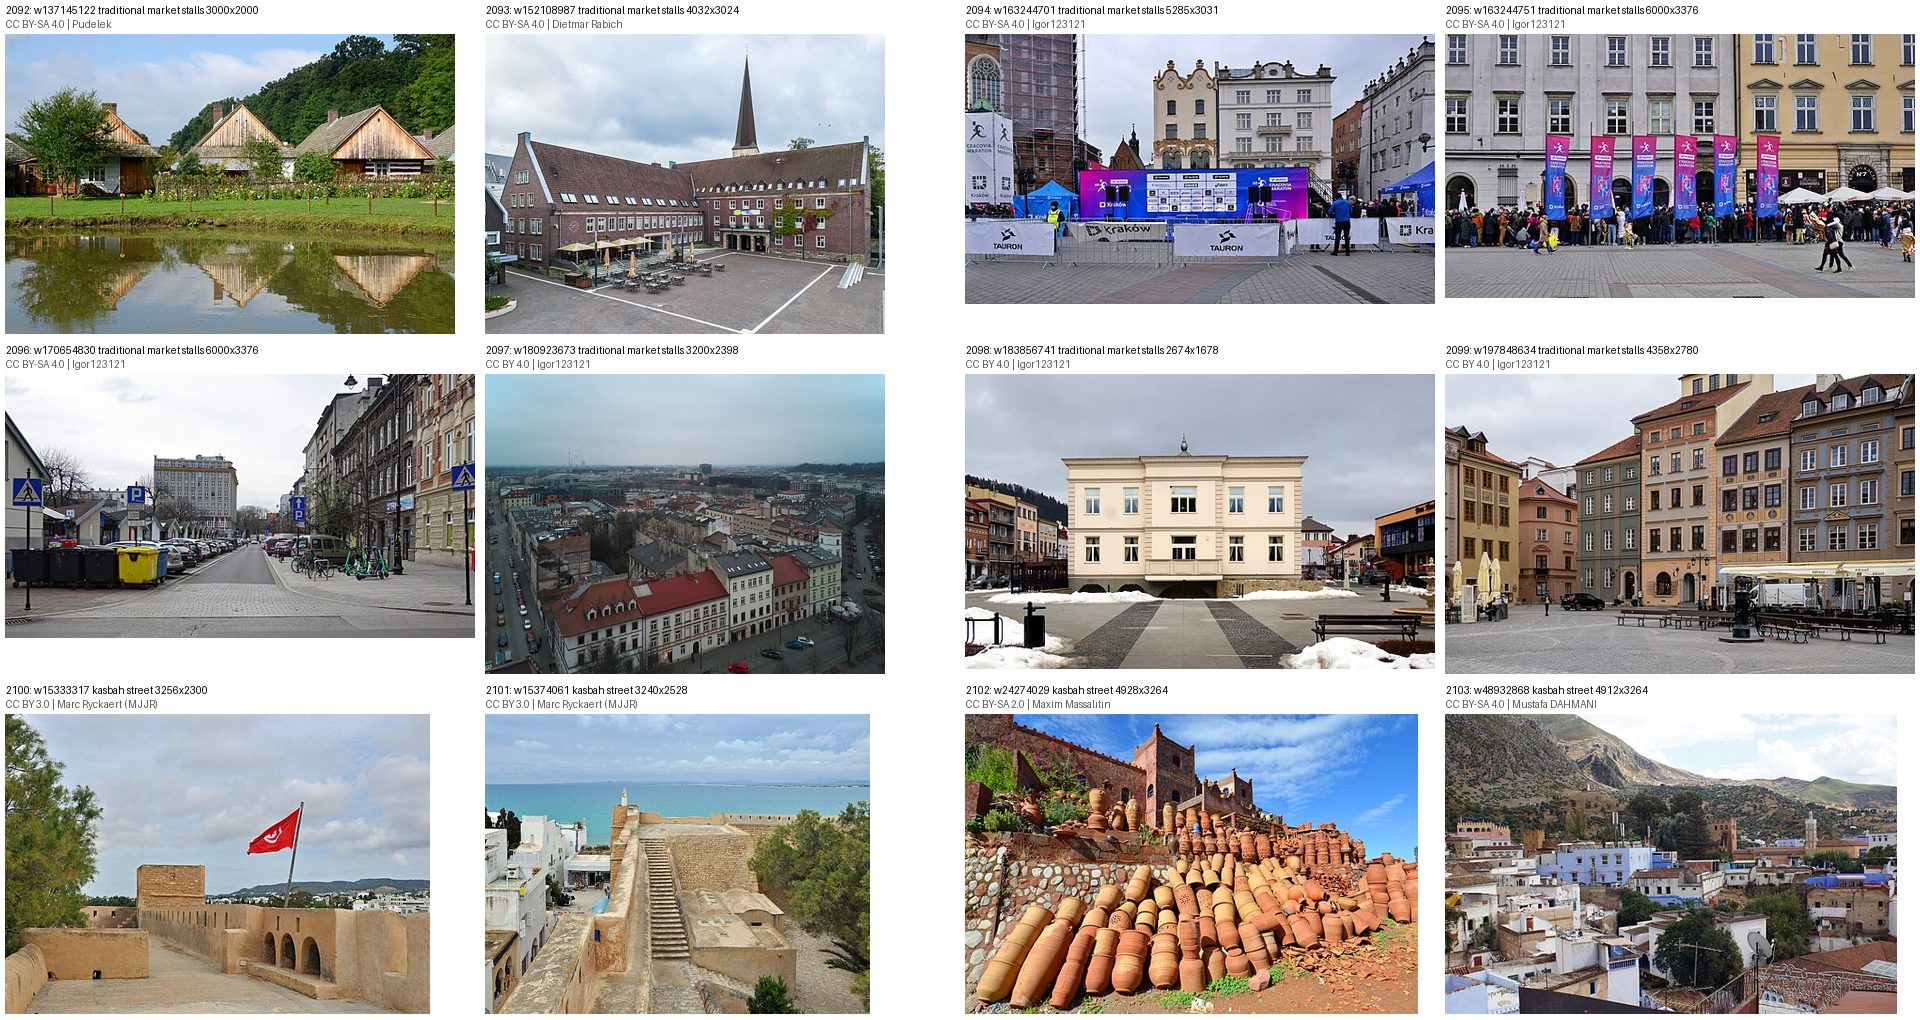 2092: w137145122 traditional market stalls 3000x2000
CC BY-SA 4.0 | Pudelek
2093: w152108987 traditional market stalls 4032x3024
CC BY-SA 4.0 | Dietmar Rabich
2094: w163244701 traditional market stalls 5285x3031
CC BY-SA 4.0 | Igor123121
2095: w163244751 traditional market stalls 6000x3376
CC BY-SA 4.0 | Igor123121
TAURON
Kraków
TAURON
Kra
Kraków
N°7
2096: w170654830 traditional market stalls 6000x3376
CC BY-SA 4.0 | Igor123121
2097: w180923673 traditional market stalls 3200x2398
CC BY 4.0 | Igor123121
2098: w183856741 traditional market stalls 2674x1678
CC BY 4.0 | Igor123121
2099: w197848634 traditional market stalls 4358x2780
CC BY 4.0 | Igor123121
P
P
2100: w15333317 kasbah street 3256x2300
CC BY 3.0 | Marc Ryckaert (MJJR)
2101: w15374061 kasbah street 3240x2528
CC BY 3.0 | Marc Ryckaert (MJJR)
2102: w24274029 kasbah street 4928x3264
CC BY-SA 2.0 | Maxim Massalitin
2103: w48932868 kasbah street 4912x3264
CC BY-SA 4.0 | Mustafa DAHMANI